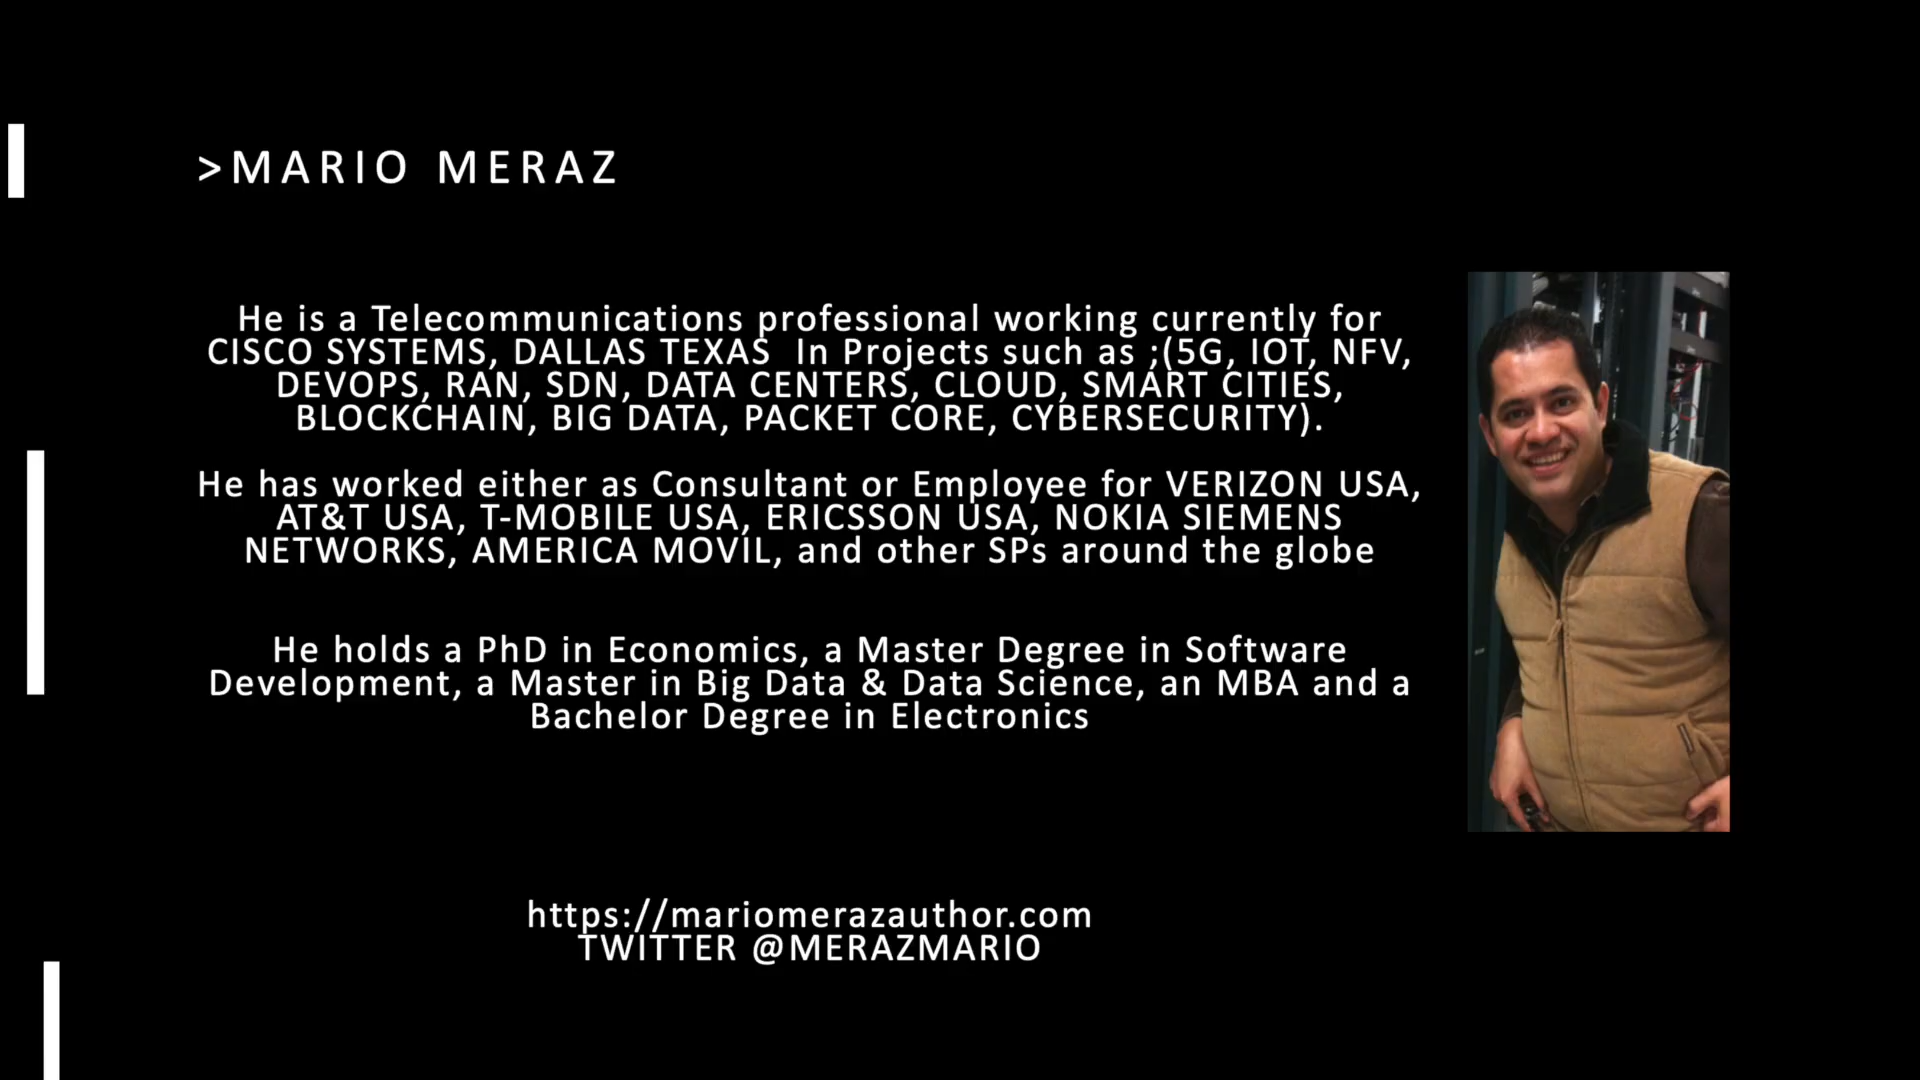 >MARIO MERAZ
He is a Telecommunications professional working currently for
CISCO SYSTEMS, DALLAS TEXAS  In Projects such as ;(5G, IOT, NFV,
DEVOPS, RAN, SDN, DATA CENTERS, CLOUD, SMART CITIES,
BLOCKCHAIN, BIG DATA, PACKET CORE, CYBERSECURITY).
He has worked either as Consultant or Employee for VERIZON USA,
AT&T USA, T-MOBILE USA, ERICSSON USA, NOKIA SIEMENS
NETWORKS, AMERICA MOVIL, and other SPs around the globe
He holds a PhD in Economics, a Master Degree in Software
Development, a Master in Big Data & Data Science, an MBA and a
Bachelor Degree in Electronics
https://mariomerazauthor.com
TWITTER @MERAZMARIO